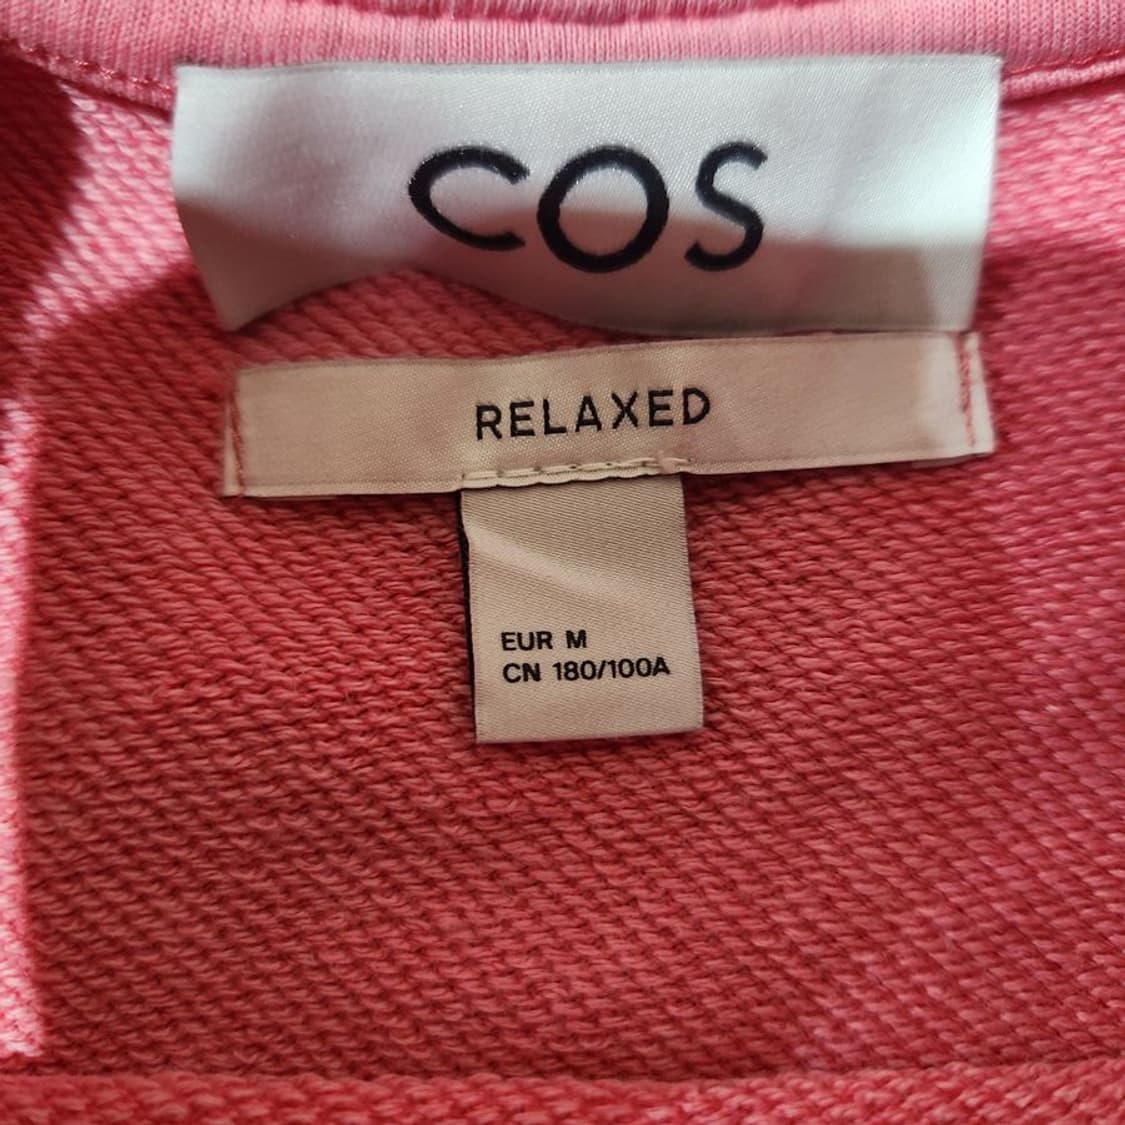 COS
RELAXED
EUR M
CN 180/100A